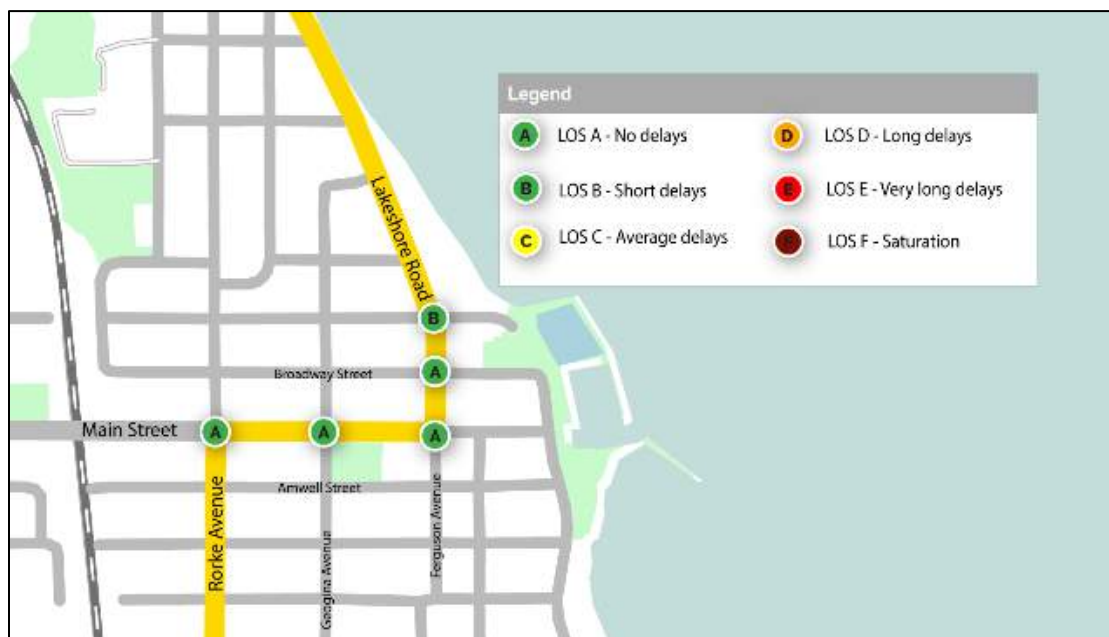 Legend
A LOS A - No delays
D LOS D - Long delays
B LOS B - Short delays
E LOS E - Very long delays
C LOS C - Average delays
F LOS F - Saturation
Lakeshore Road
B
Broadway Street
A
Main Street
A
A
A
Amwell Street
Rorke Avenue
Ferguson Avenue